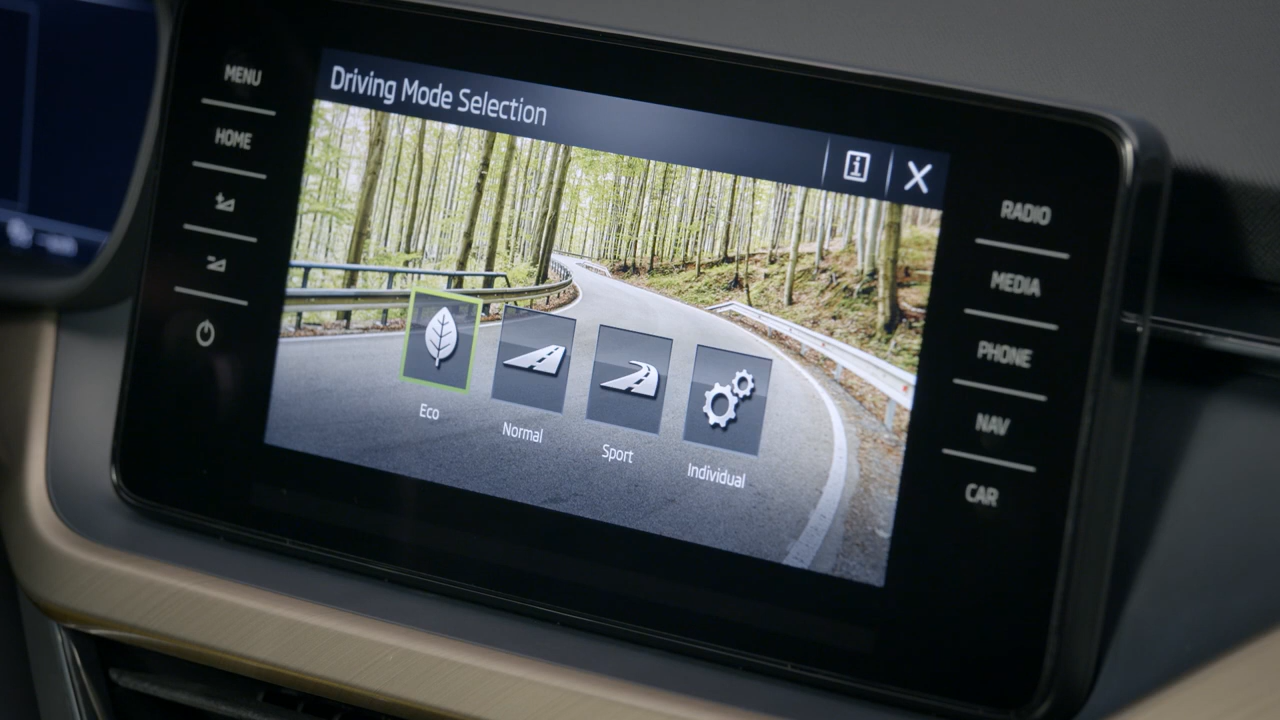 MENU
HOME
Driving Mode Selection
i
X
Eco
Normal
Sport
Individual
RADIO
MEDIA
PHONE
NAV
CAR